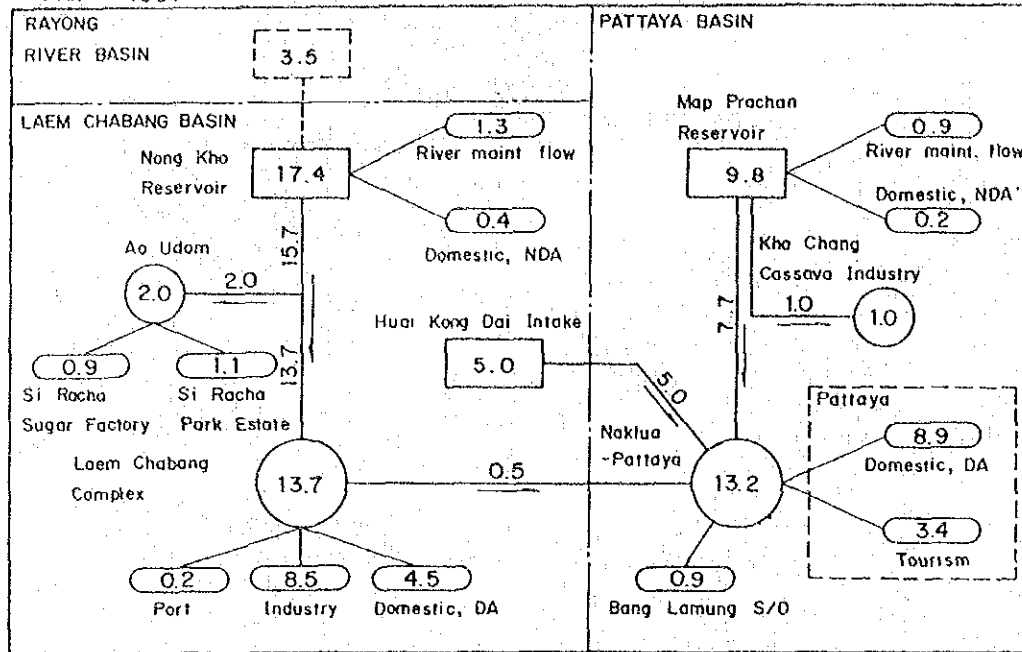 RAYONG
RIVER BASIN
3.5
LAEM CHABANG BASIN
Nong Kho
Reservoir
17.4
1.3
River maint flow
0.4
Domestic, NDA
15.7
Ao Udom
2.0
2.0
0.9
Si Racha
Sugar Factory
1.1
Si Racha
Park Estate
13.7
Laem Chabang
Complex
13.7
0.2
Port
8.5
Industry
4.5
Domestic, DA
0.5
Huai Kong Dai Intake
5.0
5.0
PATTAYA BASIN
Map Prachan
Reservoir
9.8
0.9
River maint. flow
Domestic, NDA
0.2
Kho Chang
Cassava Industry
1.0
1.0
7.7
Naklua
-Pattaya
13.2
Pattaya
8.9
Domestic, DA
3.4
Tourism
0.9
Bang Lamung S/O